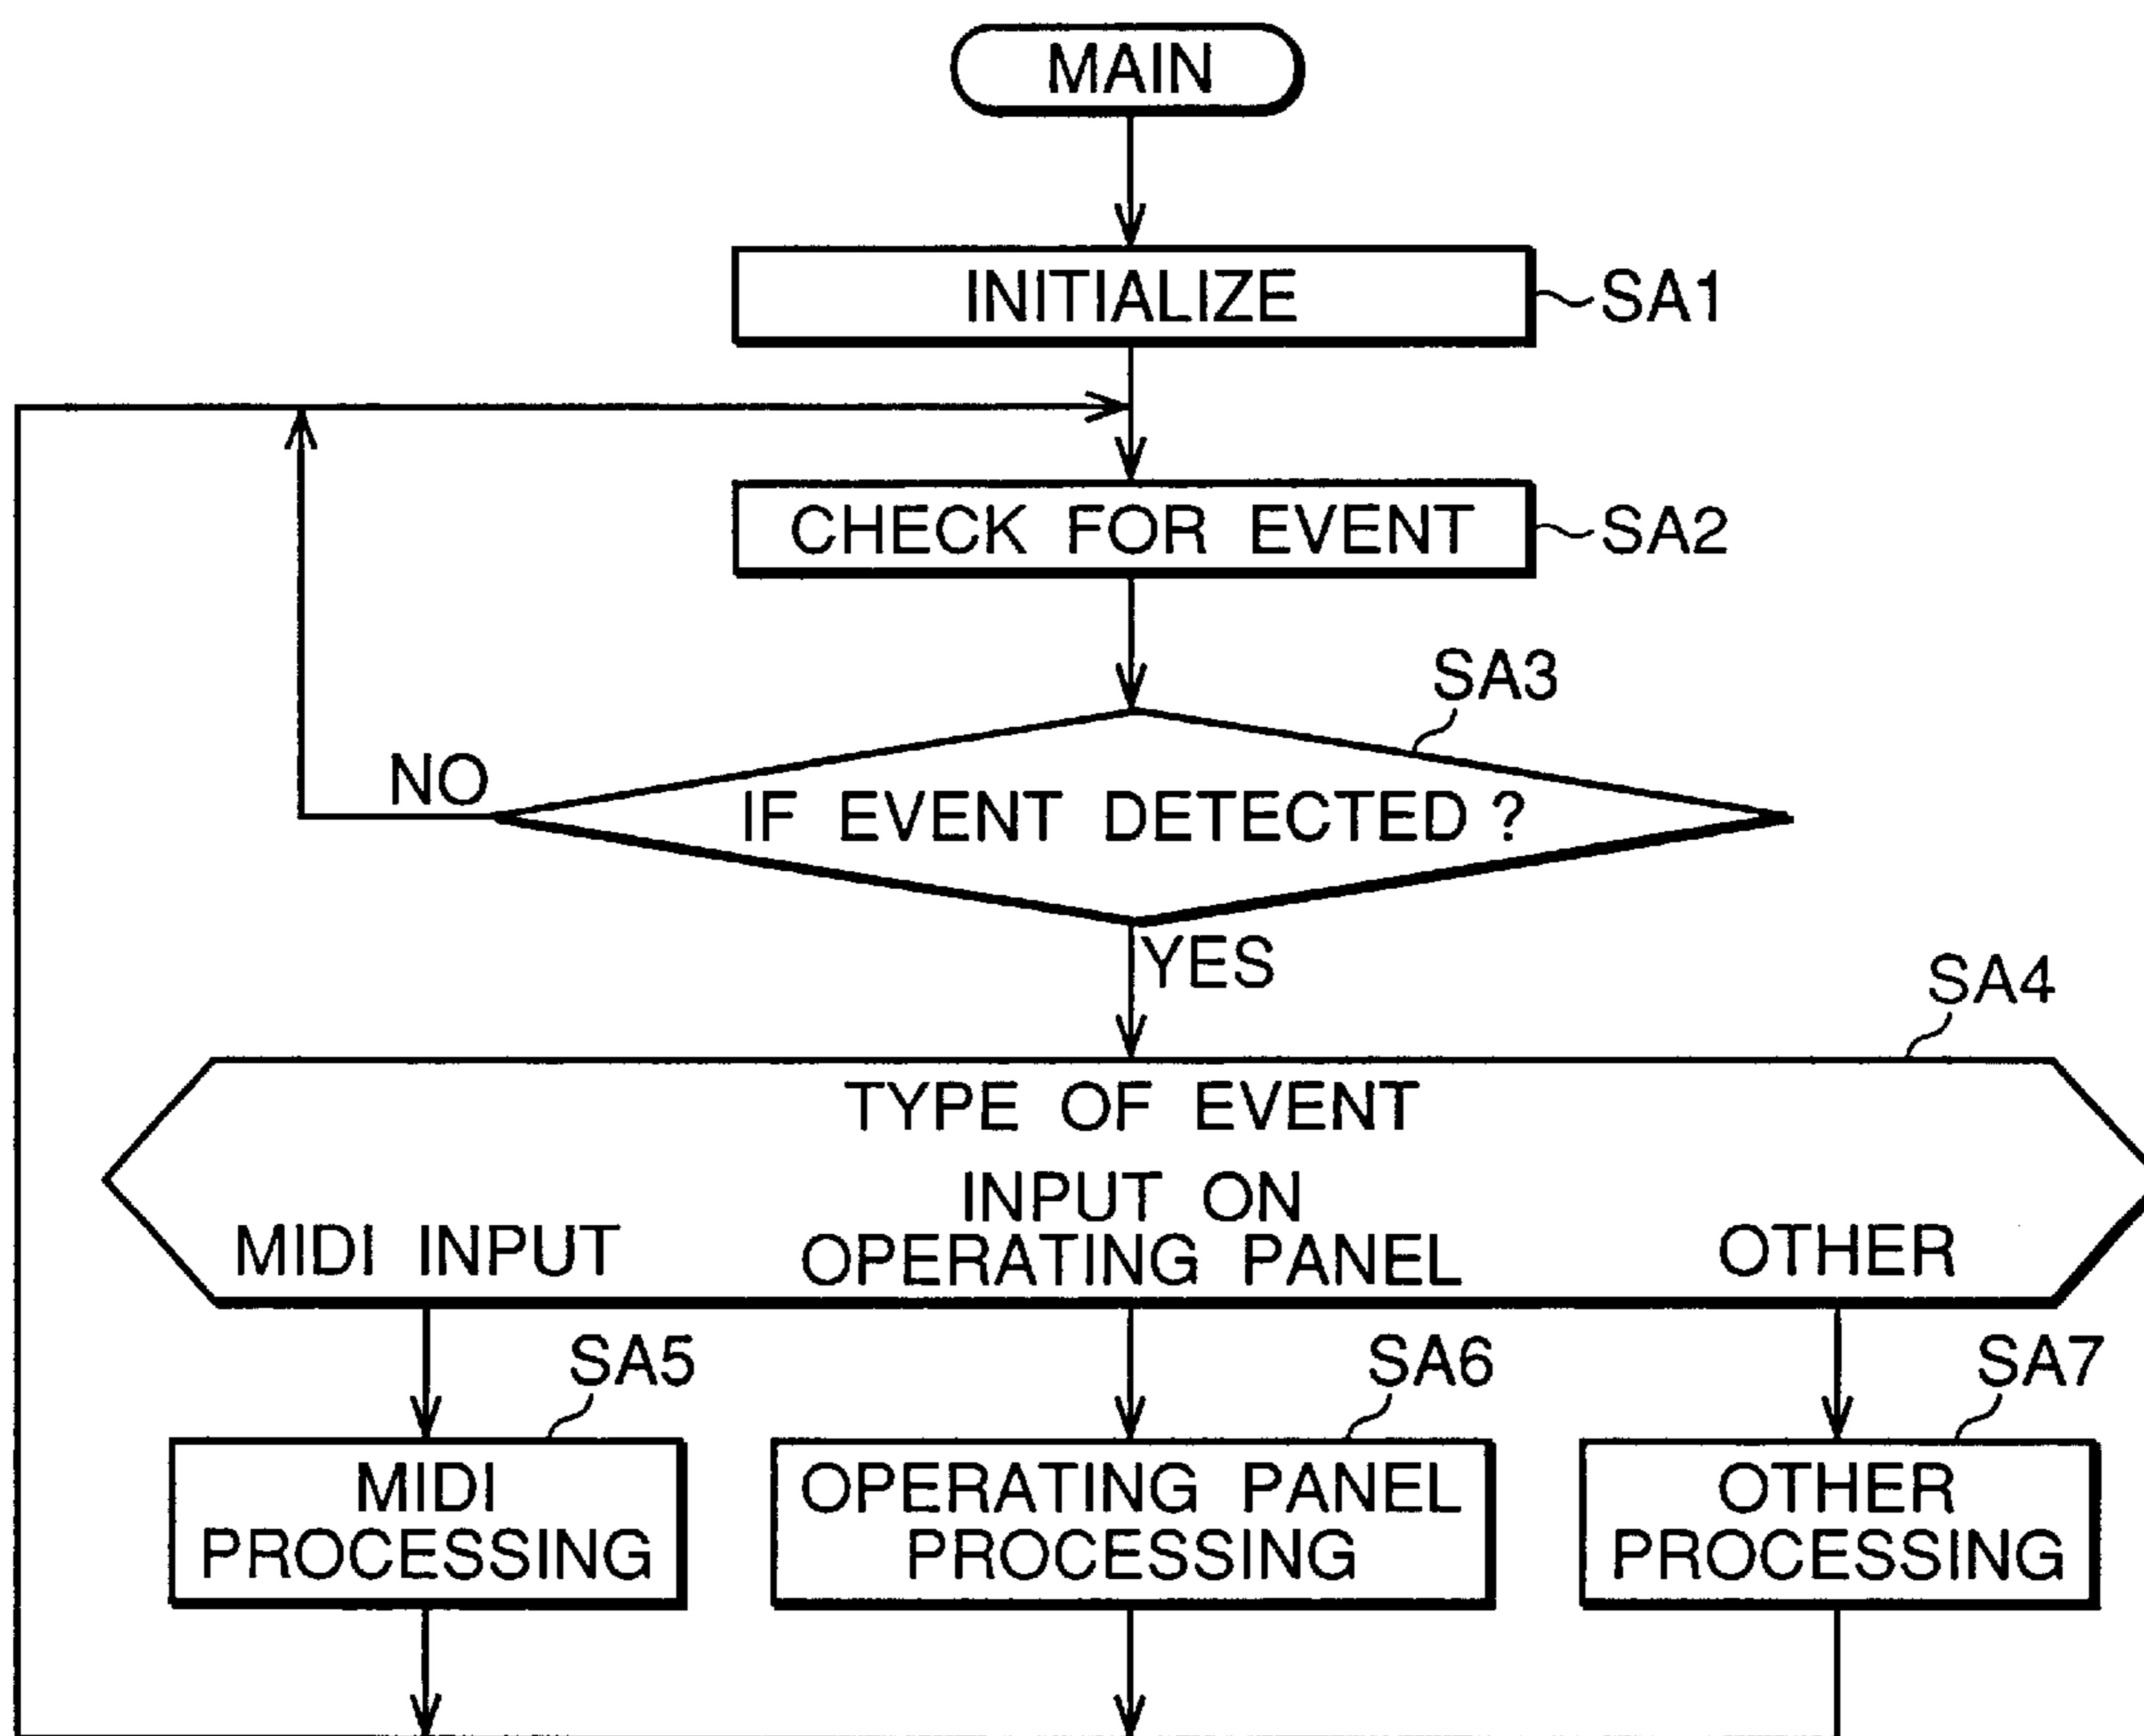 MAIN
INITIALIZE
SA1
CHECK FOR EVENT
SA2
SA3
NO
IF EVENT DETECTED ?
YES
SA4
TYPE OF EVENT
MIDI INPUT
INPUT ON
OPERATING PANEL
OTHER
SA5
SA6
SA7
MIDI
PROCESSING
OPERATING PANEL
PROCESSING
OTHER
PROCESSING